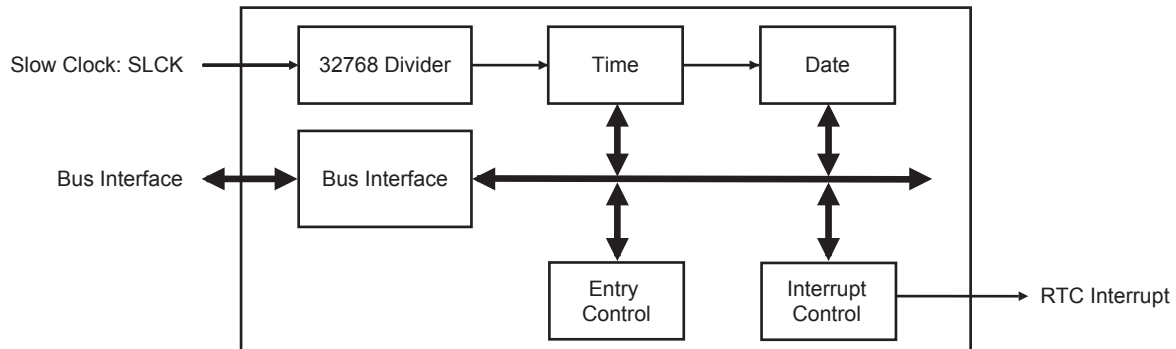 Slow Clock: SLCK
32768 Divider
Time
Date
Bus Interface
Bus Interface
Entry
Control
Interrupt
Control
RTC Interrupt